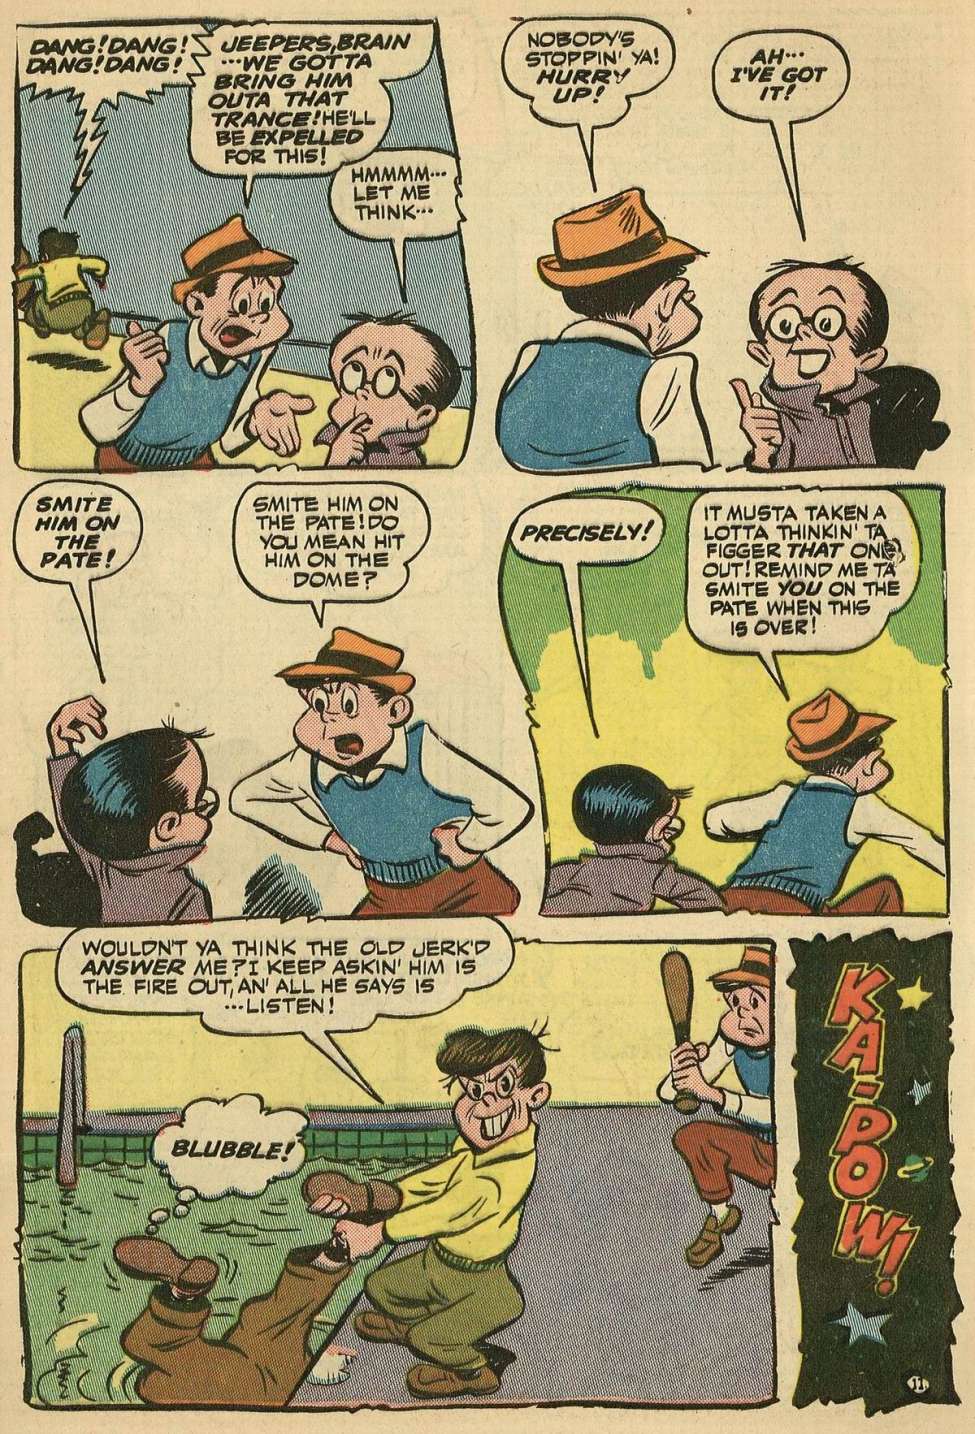 DANG! DANG!
DANG! DANG!
JEEPERS, BRAIN
...WE GOTTA
BRING HIM
OUTA THAT
TRANCE! HE'LL
BE EXPELLED
FOR THIS!
HMMMM...
LET ME
THINK...
NOBODY'S
STOPPIN' YA!
HURRY
UP!
AH...
I'VE GOT
IT!
SMITE
HIM ON
THE
PATE!
SMITE HIM ON
THE PATE! DO
YOU MEAN HIT
HIM ON THE
DOME?
PRECISELY!
IT MUSTA TAKEN A
LOTTA THINKIN' TA
FIGGER THAT ONE
OUT! REMIND ME TA
SMITE YOU ON THE
PATE WHEN THIS
IS OVER!
WOULDN'T YA THINK THE OLD JERK'D
ANSWER ME? I KEEP ASKIN' HIM IS
THE FIRE OUT, AN' ALL HE SAYS IS
...LISTEN!
BLUBBLE!
KA-POW!
11